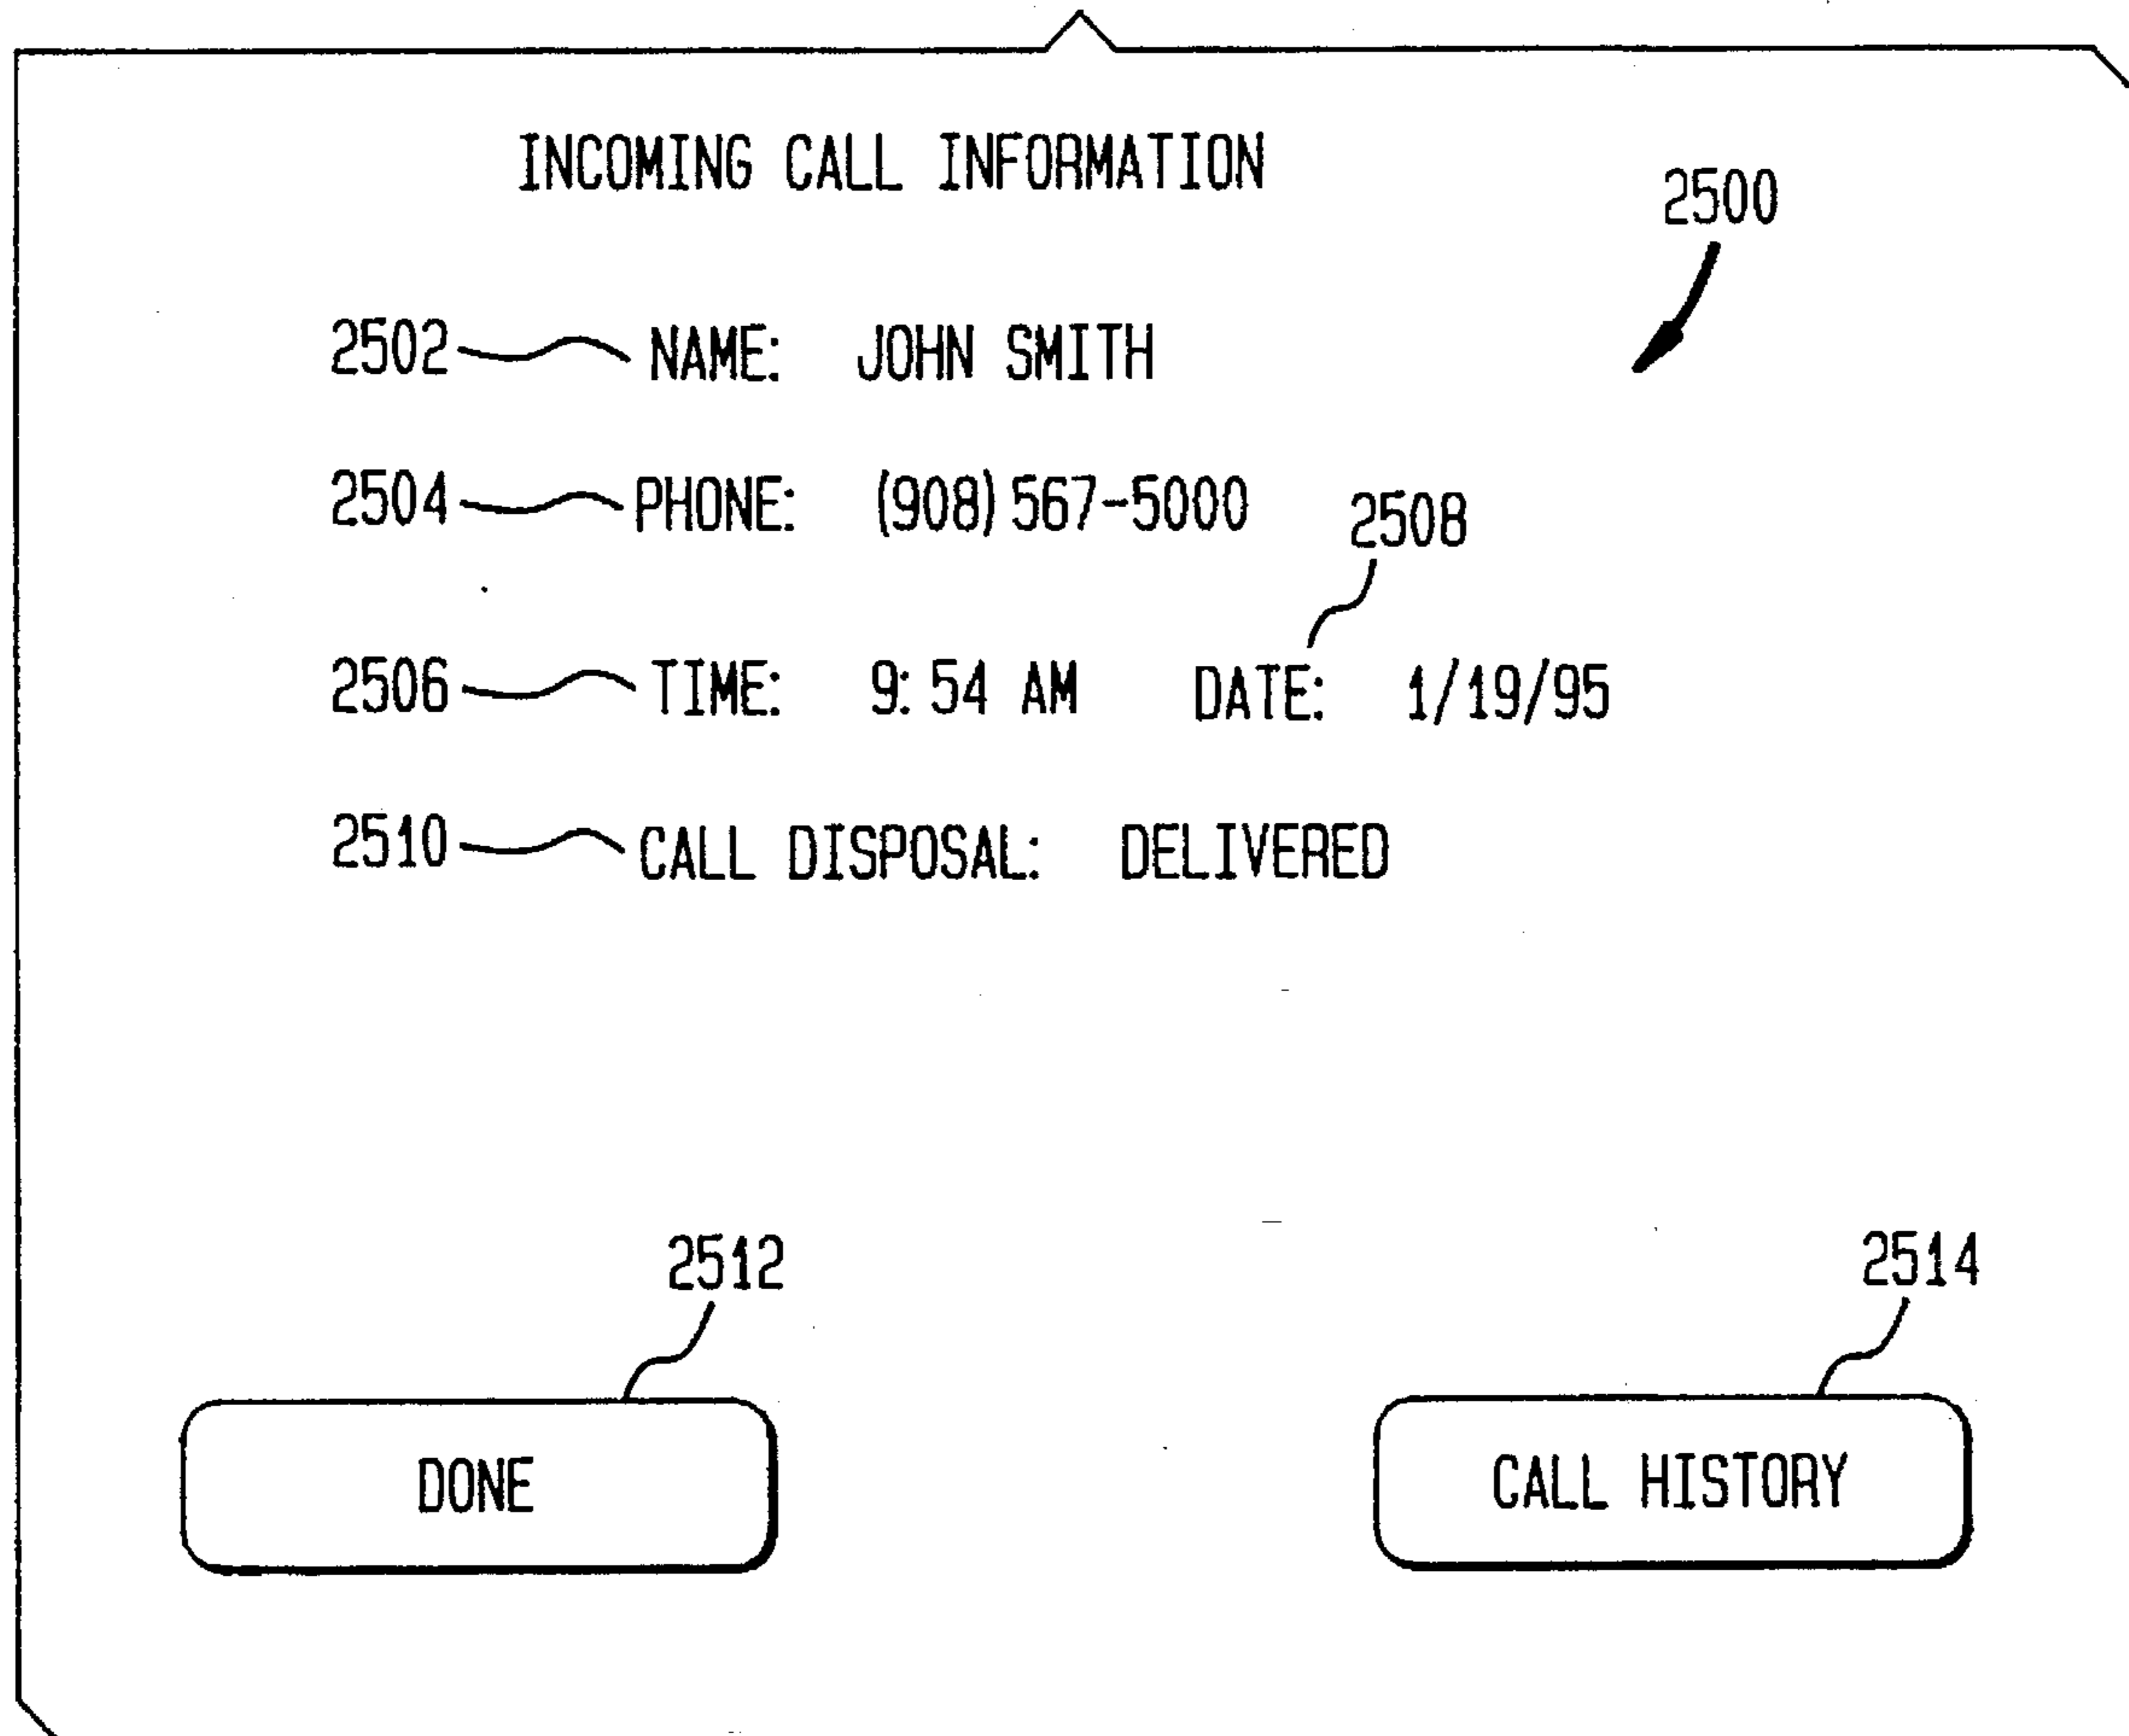 INCOMING CALL INFORMATION
2500
2502 NAME: JOHN SMITH
2504 PHONE: (908) 567-5000
2508
2506 TIME: 9:54 AM DATE: 1/19/95
2510 CALL DISPOSAL: DELIVERED
2512
2514
DONE
CALL HISTORY